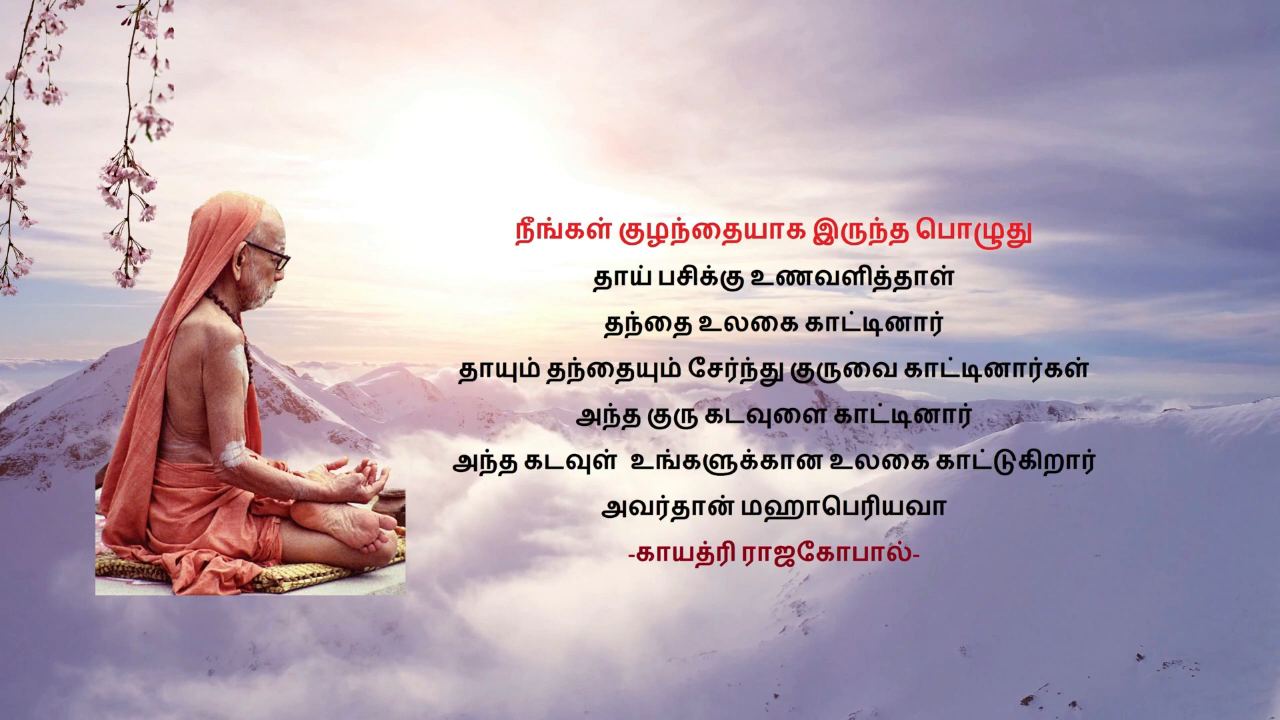 நீங்கள் குழந்தையாக இருந்த பொழுது
தாய் பசிக்கு உணவளித்தாள்
தந்தை உலகை காட்டினார்
தாயும் தந்தையும் சேர்ந்து குருவை காட்டினார்கள்
அந்த குரு கடவுளை காட்டினார்
அந்த கடவுள்  உங்களுக்கான உலகை காட்டுகிறார்
அவர்தான் மஹாபெரியவா
-காயத்ரி ராஜகோபால்-